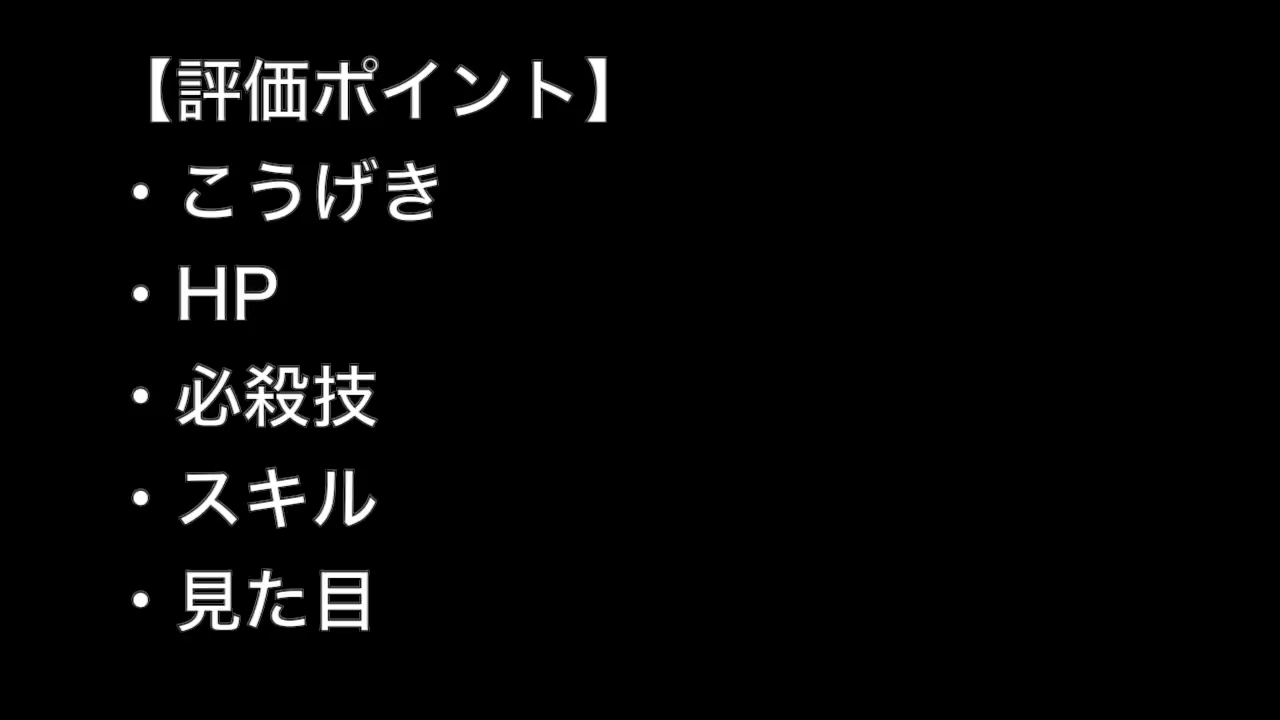 【評価ポイント】
・こうげき
・HP
・必殺技
・スキル
・見た目